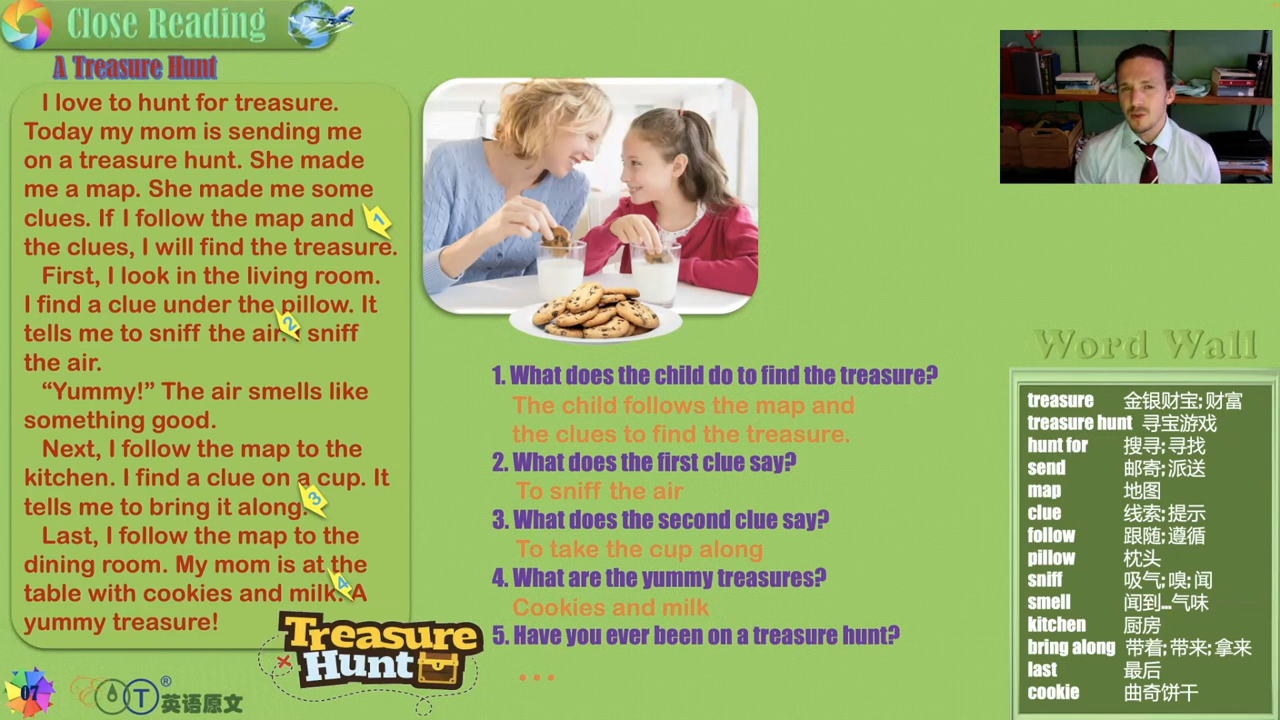 Close Reading
A Treasure Hunt
I love to hunt for treasure.
Today my mom is sending me
on a treasure hunt. She made
me a map. She made me some
clues. If I follow the map and
the clues, I will find the treasure.
1
First, I look in the living room.
I find a clue under the pillow. It
tells me to sniff the air. sniff
2
the air.
“Yummy!” The air smells like
something good.
Next, I follow the map to the
kitchen. I find a clue on a cup. It
tells me to bring it along.
3
Last, I follow the map to the
dining room. My mom is at the
table with cookies and milk. A
4
yummy treasure!
Treasure
Hunt
07
EOT® 英语原文
1. What does the child do to find the treasure?
The child follows the map and
the clues to find the treasure.
2. What does the first clue say?
To sniff the air
3. What does the second clue say?
To take the cup along
4. What are the yummy treasures?
Cookies and milk
5. Have you ever been on a treasure hunt?
...
Word Wall
treasure 金银财宝; 财富
treasure hunt 寻宝游戏
hunt for 搜寻; 寻找
send 邮寄; 派送
map 地图
clue 线索; 提示
follow 跟随; 遵循
pillow 枕头
sniff 吸气; 嗅; 闻
smell 闻到...气味
kitchen 厨房
bring along 带着; 带来; 拿来
last 最后
cookie 曲奇饼干